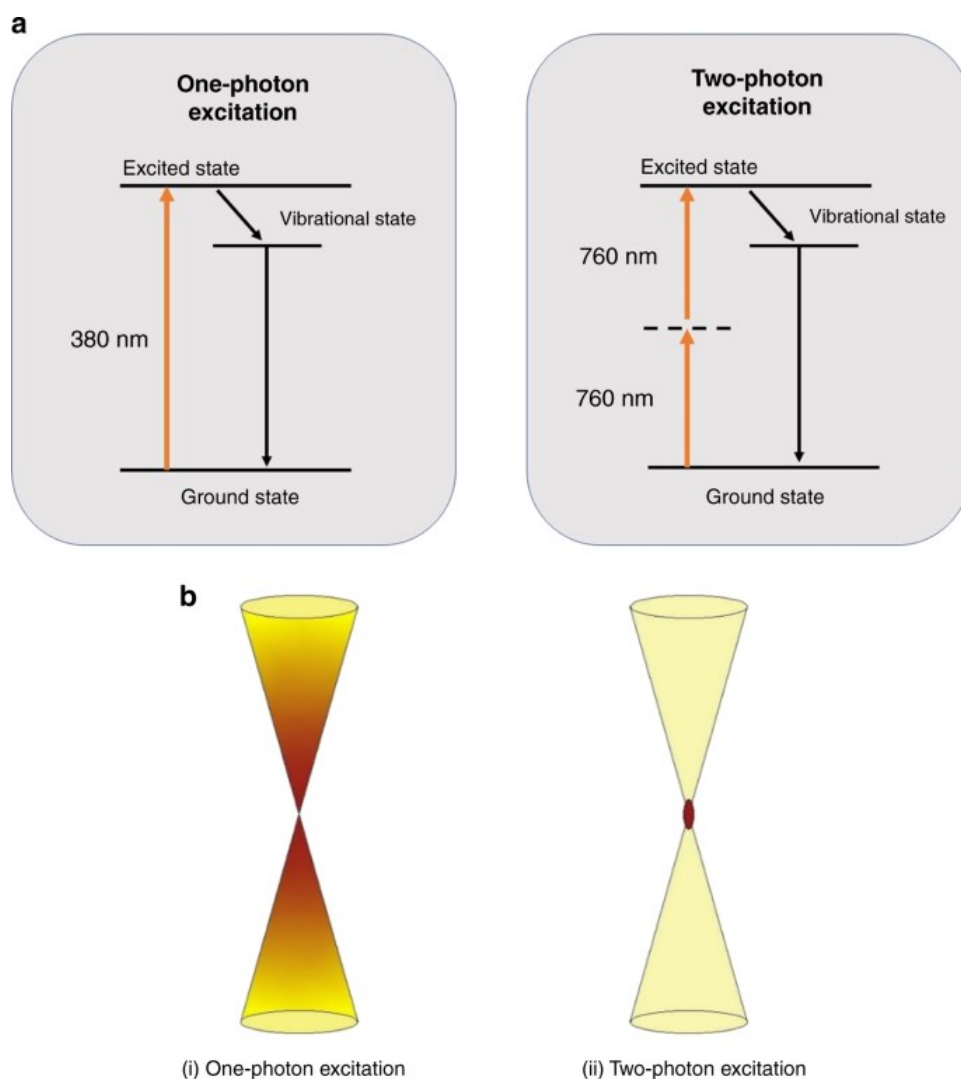 a
One-photon
excitation
Excited state
Vibrational state
380 nm
Ground state
Two-photon
excitation
Excited state
Vibrational state
760 nm
760 nm
Ground state
b
(i) One-photon excitation
(ii) Two-photon excitation